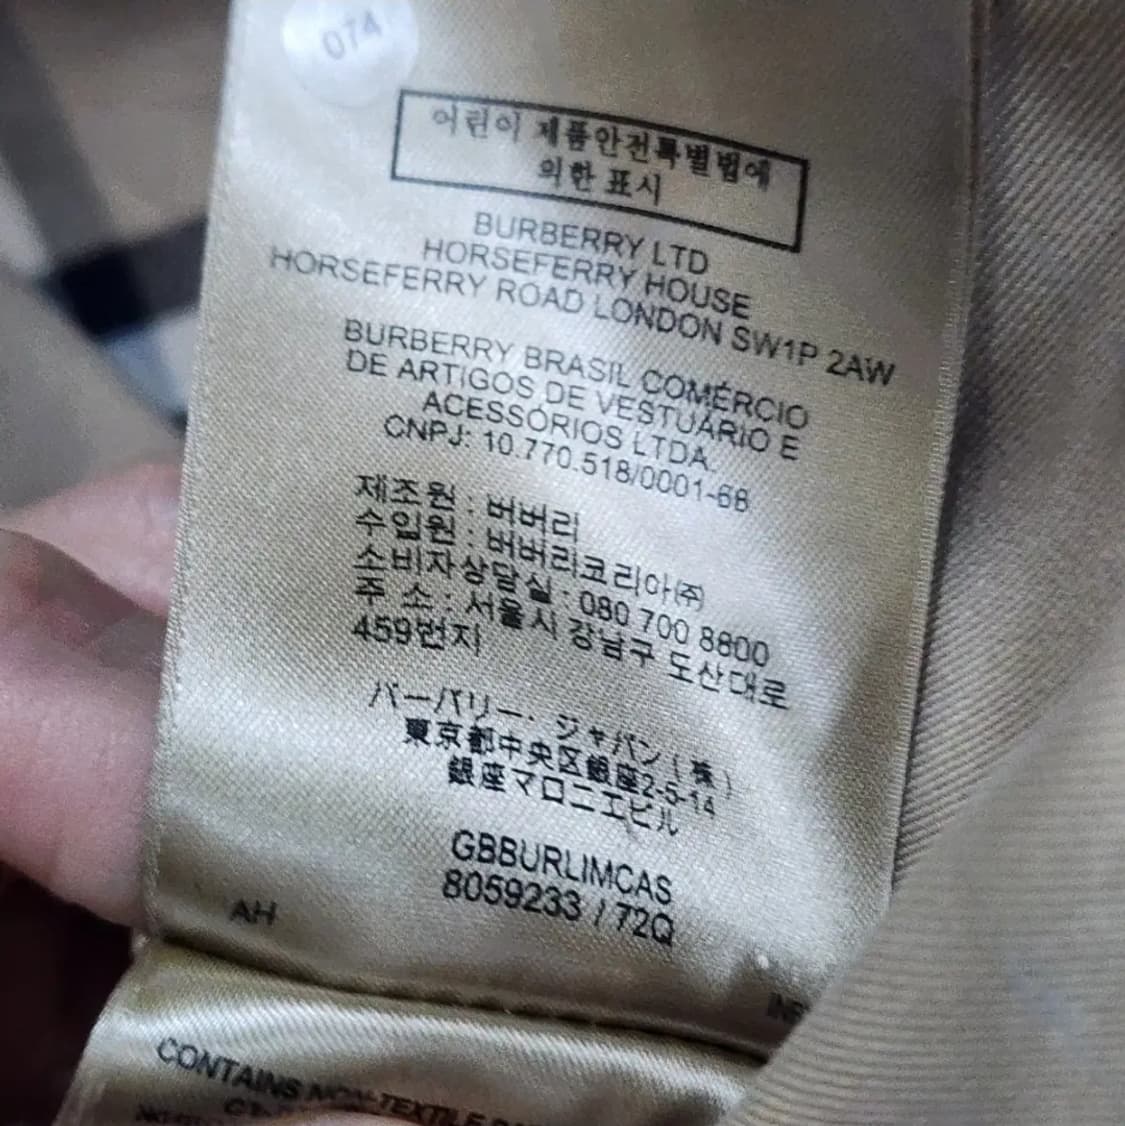 074
어린이 제품안전특별법에
의한 표시
BURBERRY LTD
HORSEFERRY HOUSE
HORSEFERRY ROAD LONDON SW1P 2AW
BURBERRY BRASIL COMÉRCIO
DE ARTIGOS DE VESTUÁRIO E
ACESSÓRIOS LTDA.
CNPJ: 10.770.518/0001-68
제조원 : 버버리
수입원 : 버버리코리아(주)
소비자상담실 : 080 700 8800
주 소 : 서울시 강남구 도산대로
459번지
バーバリー・ジャパン(株)
東京都中央区銀座2-5-14
銀座マロニエビル
GBBURLIMCAS
8059233 / 72Q
AH
CONTAINS NON-TEXTILE